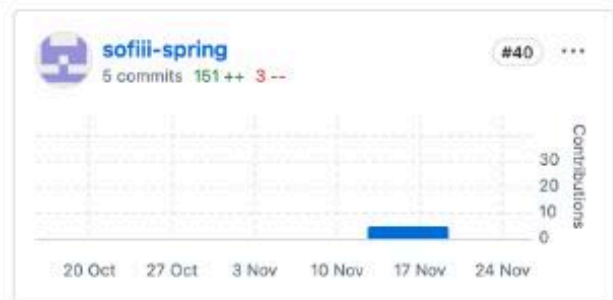 sofiii-spring
#40 ···
5 commits 151 ++ 3 --
Contributions
30
20
10
0
20 Oct 27 Oct 3 Nov 10 Nov 17 Nov 24 Nov